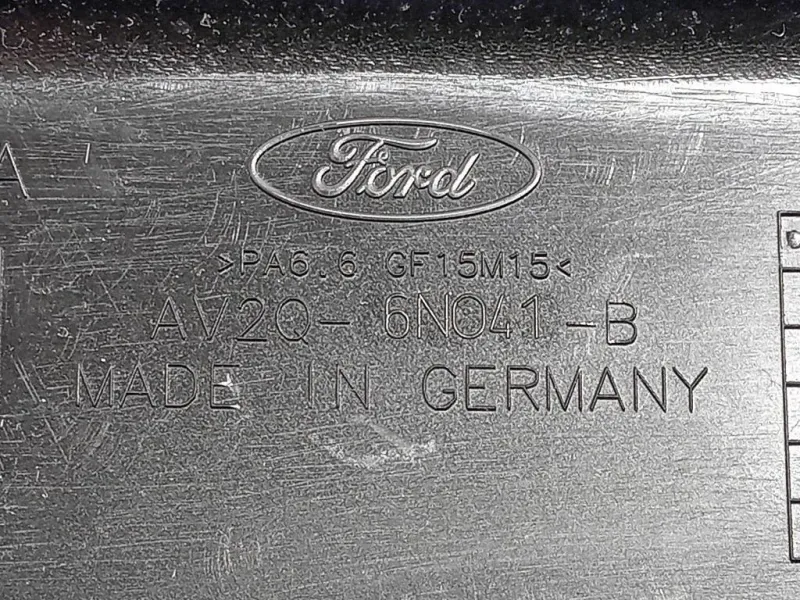 A
Ford
>PA6.6 GF15M15<
AV2Q- 6N041 -B
MADE IN GERMANY